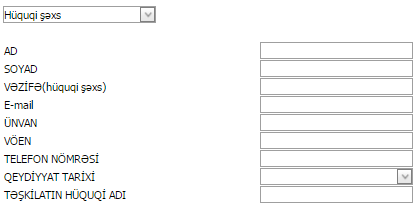 Hüquqi şəxs
AD
SOYAD
VƏZİFƏ(hüquqi şəxs)
E-mail
ÜNVAN
VÖEN
TELEFON NÖMRƏSİ
QEYDİYYAT TARİXİ
TƏŞKİLATIN HÜQUQİ ADI